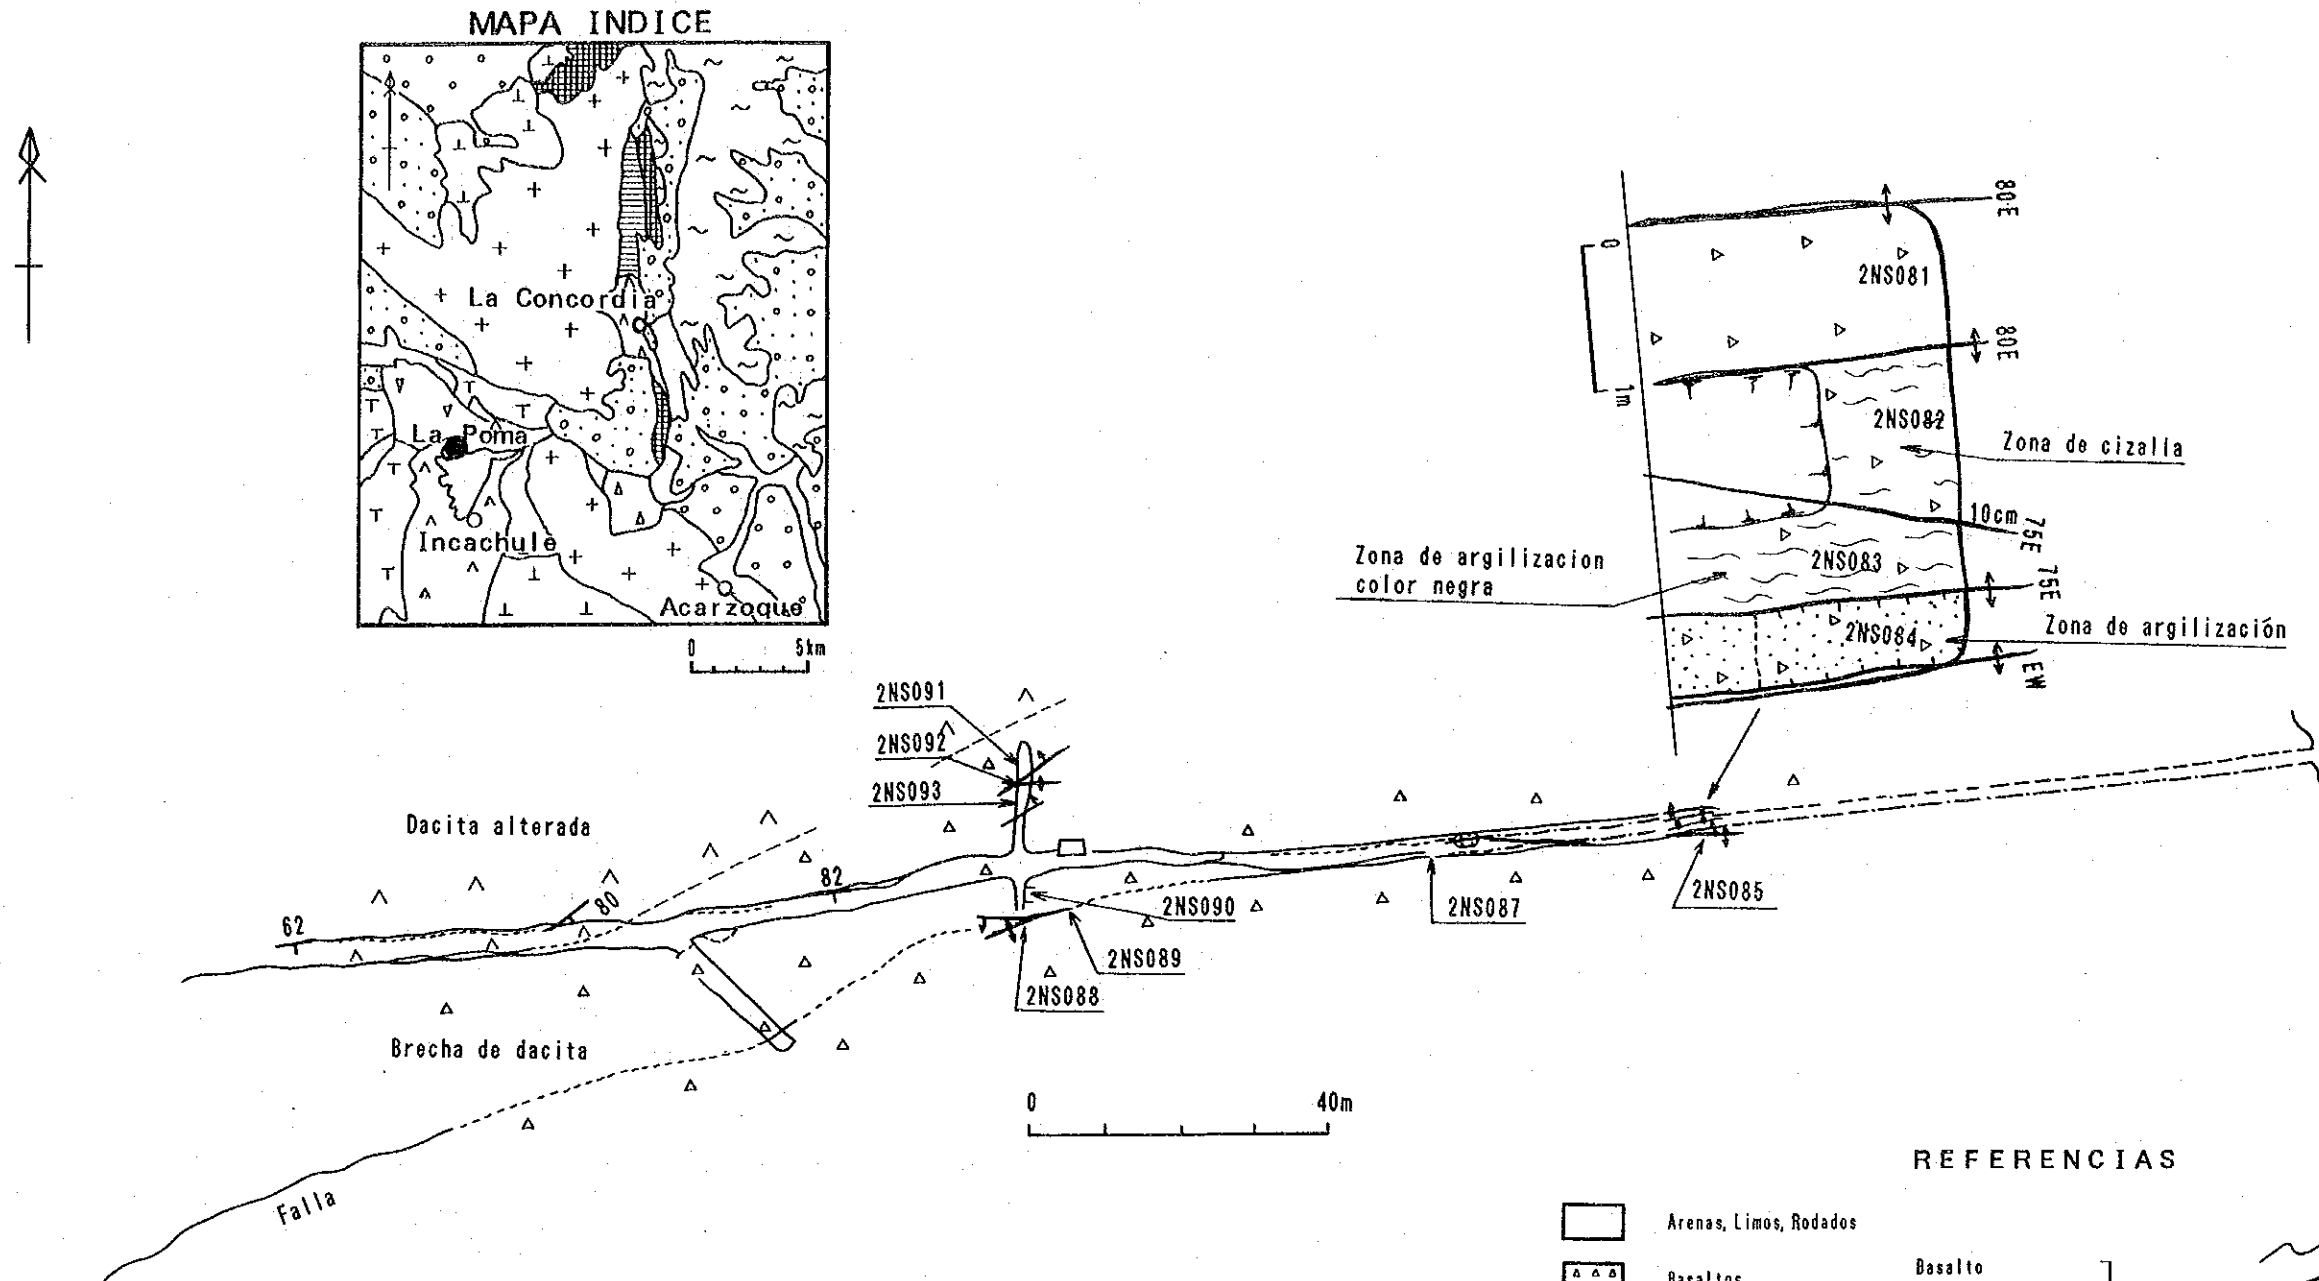 MAPA INDICE
La Concordia
La Poma
Incachule
Acarzoque
0 5km
80E
0
2NS081
80E
1m
2NS082
Zona de cizalla
10cm
75E
Zona de argilizacion
color negra
2NS083
75E
2NS084
Zona de argilización
EW
2NS091
2NS092
2NS093
Dacita alterada
82
80
62
2NS090
2NS087
2NS085
2NS089
2NS088
Brecha de dacita
0 40m
Falla
REFERENCIAS
Arenas, Limos, Rodados
Basaltos
Basalto